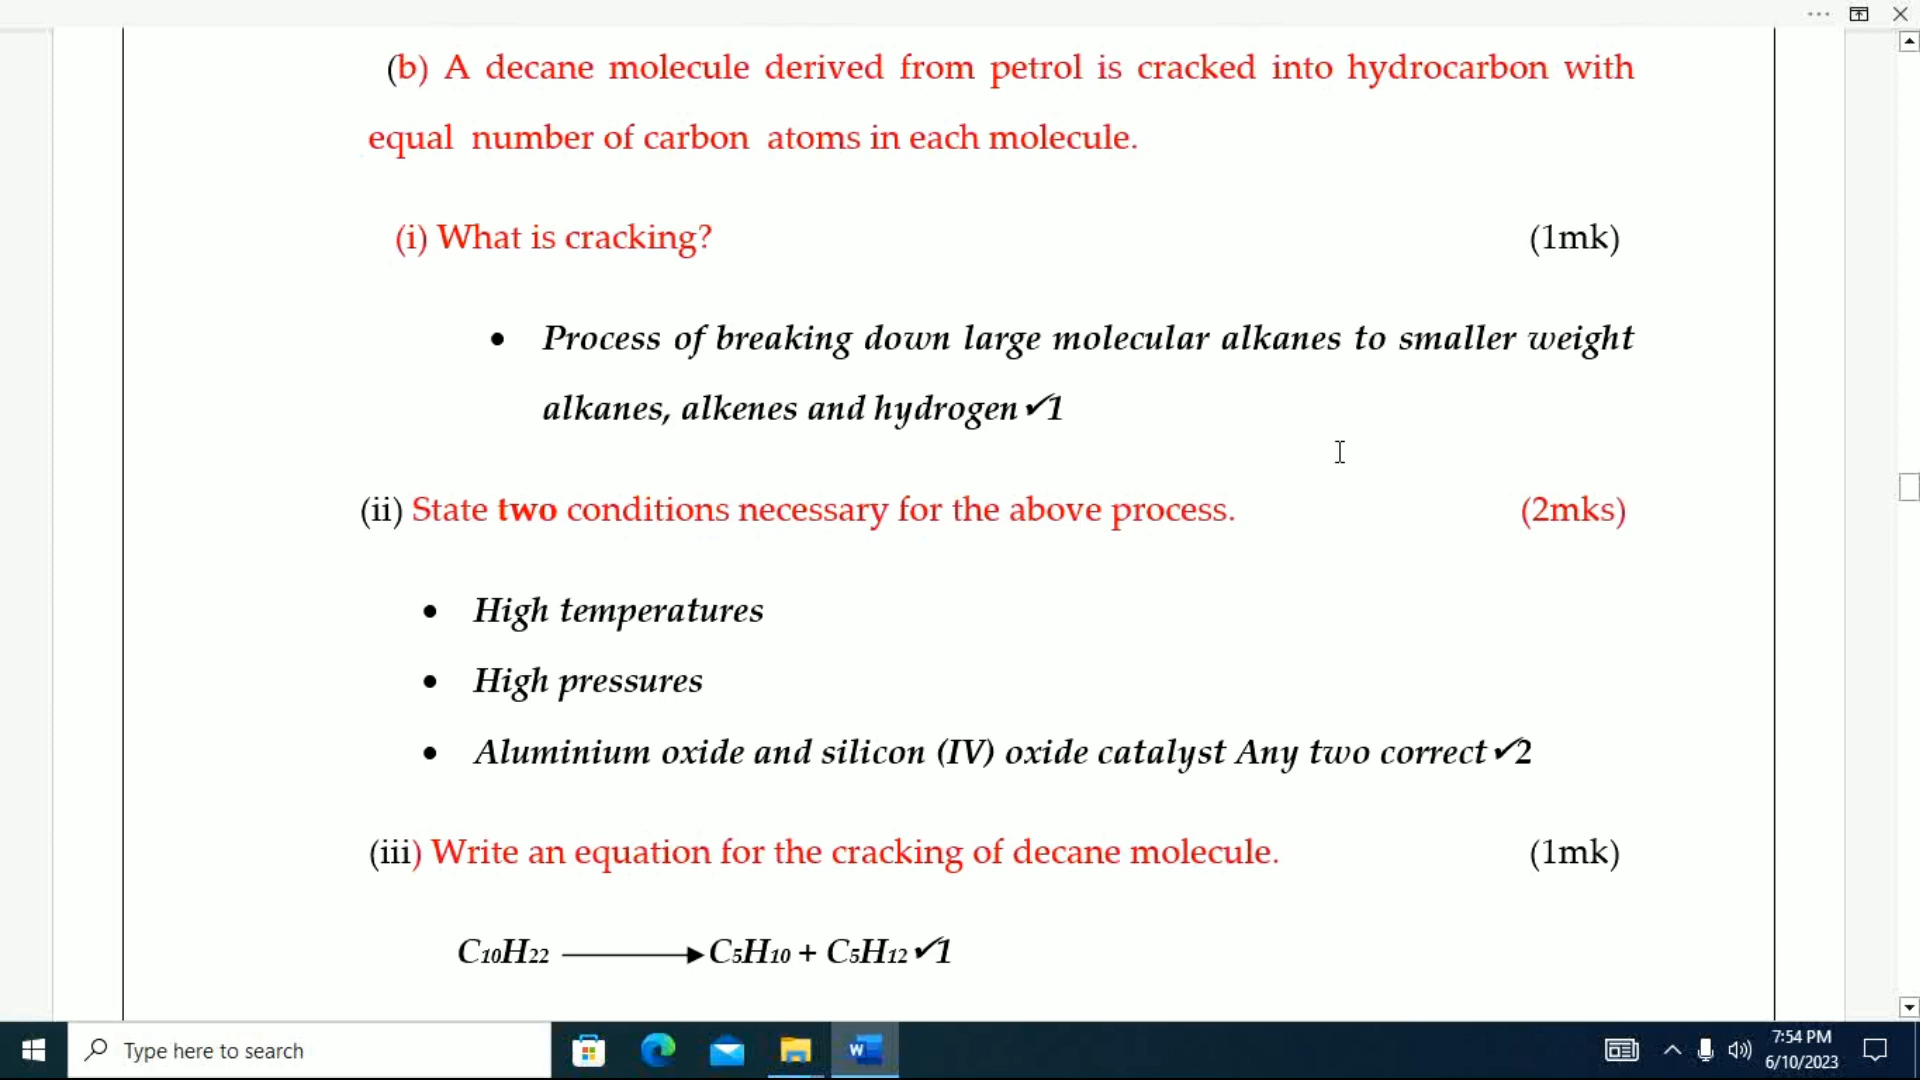 (b) A decane molecule derived from petrol is cracked into hydrocarbon with
equal number of carbon atoms in each molecule.
(i) What is cracking? (1mk)
• Process of breaking down large molecular alkanes to smaller weight
alkanes, alkenes and hydrogen✓1
(ii) State two conditions necessary for the above process. (2mks)
• High temperatures
• High pressures
• Aluminium oxide and silicon (IV) oxide catalyst Any two correct✓2
(iii) Write an equation for the cracking of decane molecule. (1mk)
C₁₀H₂₂ ⟶ C₅H₁₀ + C₅H₁₂✓1
Type here to search
7:54 PM
6/10/2023